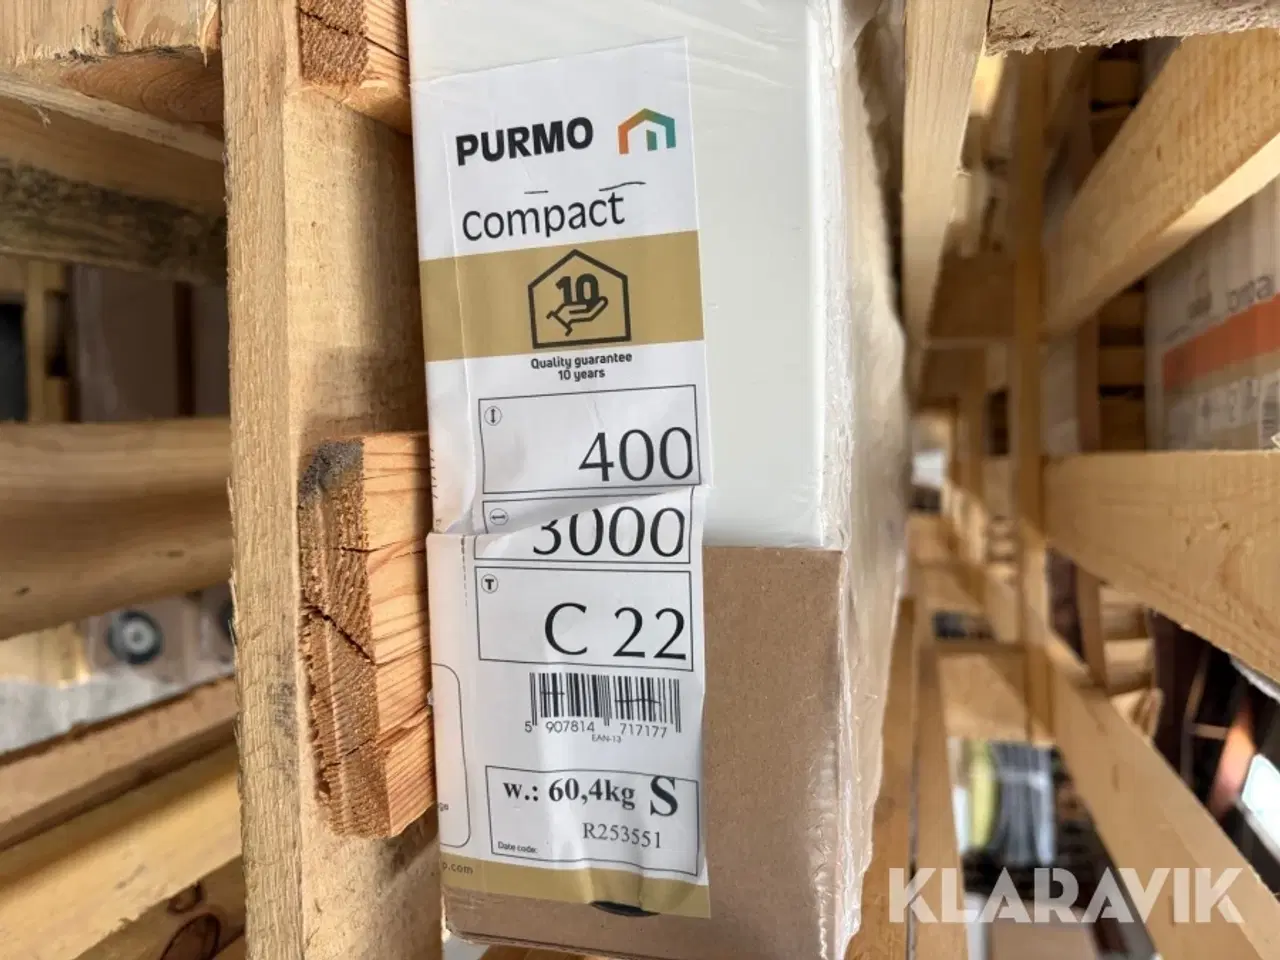 PURMO
compact
10
Quality guarantee
10 years
400
3000
T
C 22
5 907814 717177
EAN-13
w.: 60,4kg S
R253551
Date code:
.com
KLARAVIK